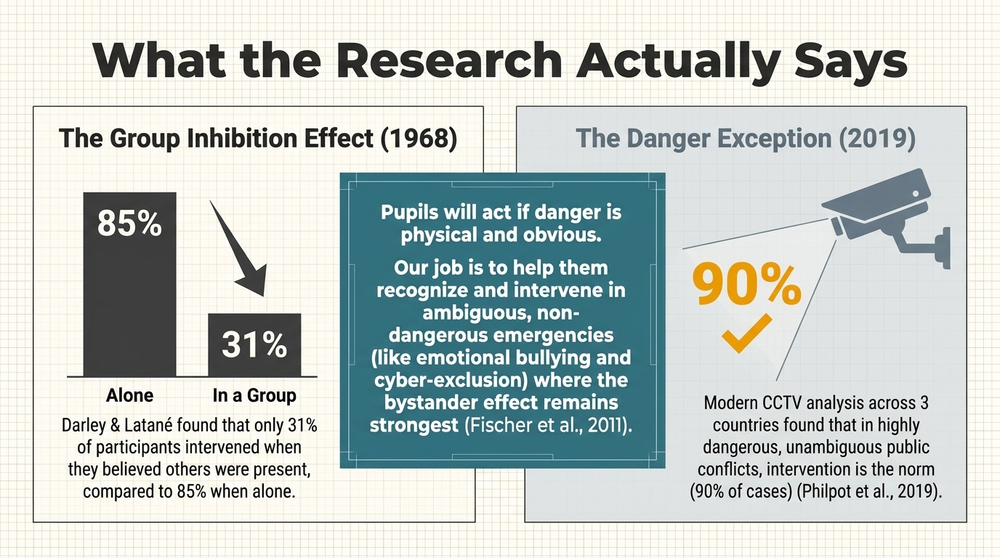 What the Research Actually Says
The Group Inhibition Effect (1968)
85%
31%
Alone
In a Group
Darley & Latané found that only 31%
of participants intervened when
they believed others were present,
compared to 85% when alone.
Pupils will act if danger is
physical and obvious.
Our job is to help them
recognize and intervene in
ambiguous, non-
dangerous emergencies
(like emotional bullying and
cyber-exclusion) where the
bystander effect remains
strongest (Fischer et al., 2011).
The Danger Exception (2019)
90%
Modern CCTV analysis across 3
countries found that in highly
dangerous, unambiguous public
conflicts, intervention is the norm
(90% of cases) (Philpot et al., 2019).